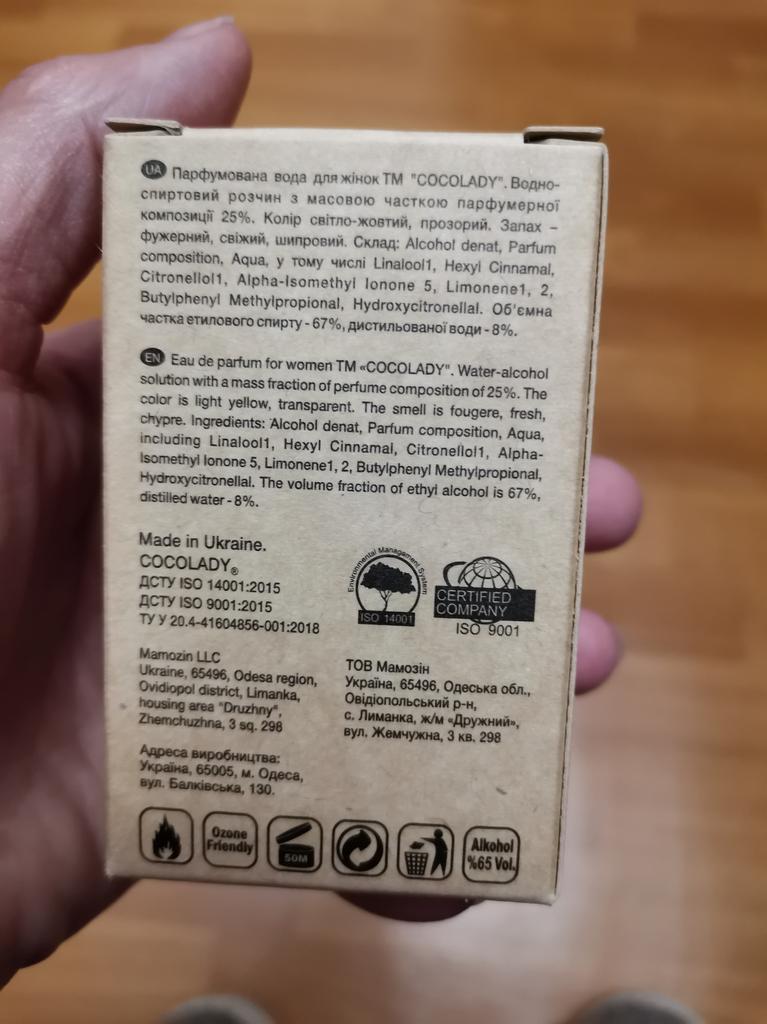 UA Парфумована вода для жінок ТМ "COCOLADY". Водно-
спиртовий розчин з масовою часткою парфумерної
композиції 25%. Колір світло-жовтий, прозорий. Запах –
фужерний, свіжий, шипровий. Склад: Alcohol denat, Parfum
composition, Aqua, у тому числі Linalool1, Hexyl Cinnamal,
Citronellol1, Alpha-Isomethyl Ionone 5, Limonene1, 2,
Butylphenyl Methylpropional, Hydroxycitronellal. Об'ємна
частка етилового спирту - 67%, дистильованої води - 8%.
EN Eau de parfum for women TM «COCOLADY". Water-alcohol
solution with a mass fraction of perfume composition of 25%. The
color is light yellow, transparent. The smell is fougere, fresh,
chypre. Ingredients: Alcohol denat, Parfum composition, Aqua,
including Linalool1, Hexyl Cinnamal, Citronellol1, Alpha-
Isomethyl Ionone 5, Limonene1, 2, Butylphenyl Methylpropional,
Hydroxycitronellal. The volume fraction of ethyl alcohol is 67%,
distilled water - 8%.
Made in Ukraine.
COCOLADY®
ДСТУ ISO 14001:2015
ДСТУ ISO 9001:2015
ТУ У 20.4-41604856-001:2018
Environmental Management System
ISO 14001
CERTIFIED
COMPANY
ISO 9001
Mamozin LLC
Ukraine, 65496, Odesa region,
Ovidiopol district, Limanka,
housing area "Druzhny",
Zhemchuzhna, 3 sq. 298
ТОВ Мамозін
Україна, 65496, Одеська обл.,
Овідіопольський р-н,
с. Лиманка, ж/м «Дружний»,
вул. Жемчужна, 3 кв. 298
Адреса виробництва:
Україна, 65005, м. Одеса,
вул. Балківська, 130.
Ozone
Friendly
50M
Alkohol
%65 Vol.